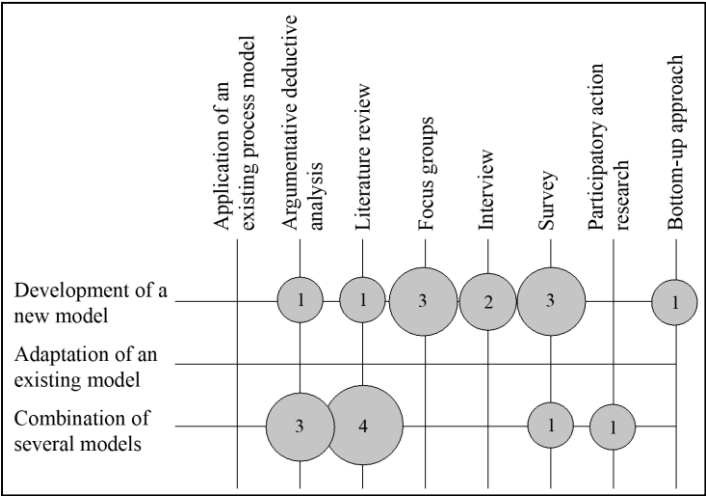 Application of an
existing process model
Argumentative deductive
analysis
Literature review
Focus groups
Interview
Survey
Participatory action
research
Bottom-up approach
Development of a
new model
1
1
3
2
3
1
Adaptation of an
existing model
Combination of
several models
3
4
1
1